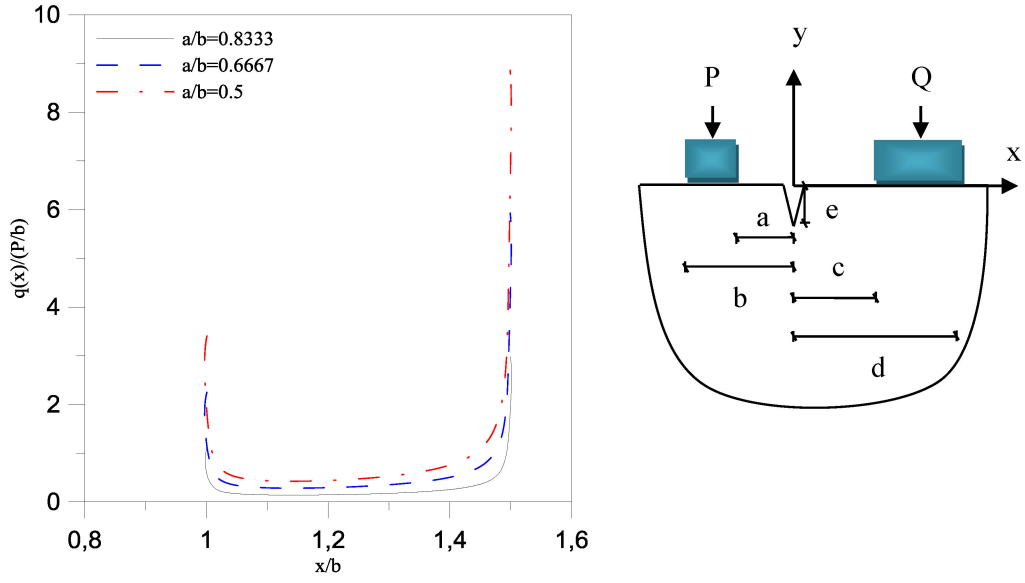 10
8
6
4
2
0
q(x)/(P/b)
a/b=0.8333
a/b=0.6667
a/b=0.5
0,8
1
1,2
1,4
1,6
x/b
y
P
Q
x
e
a
c
b
d